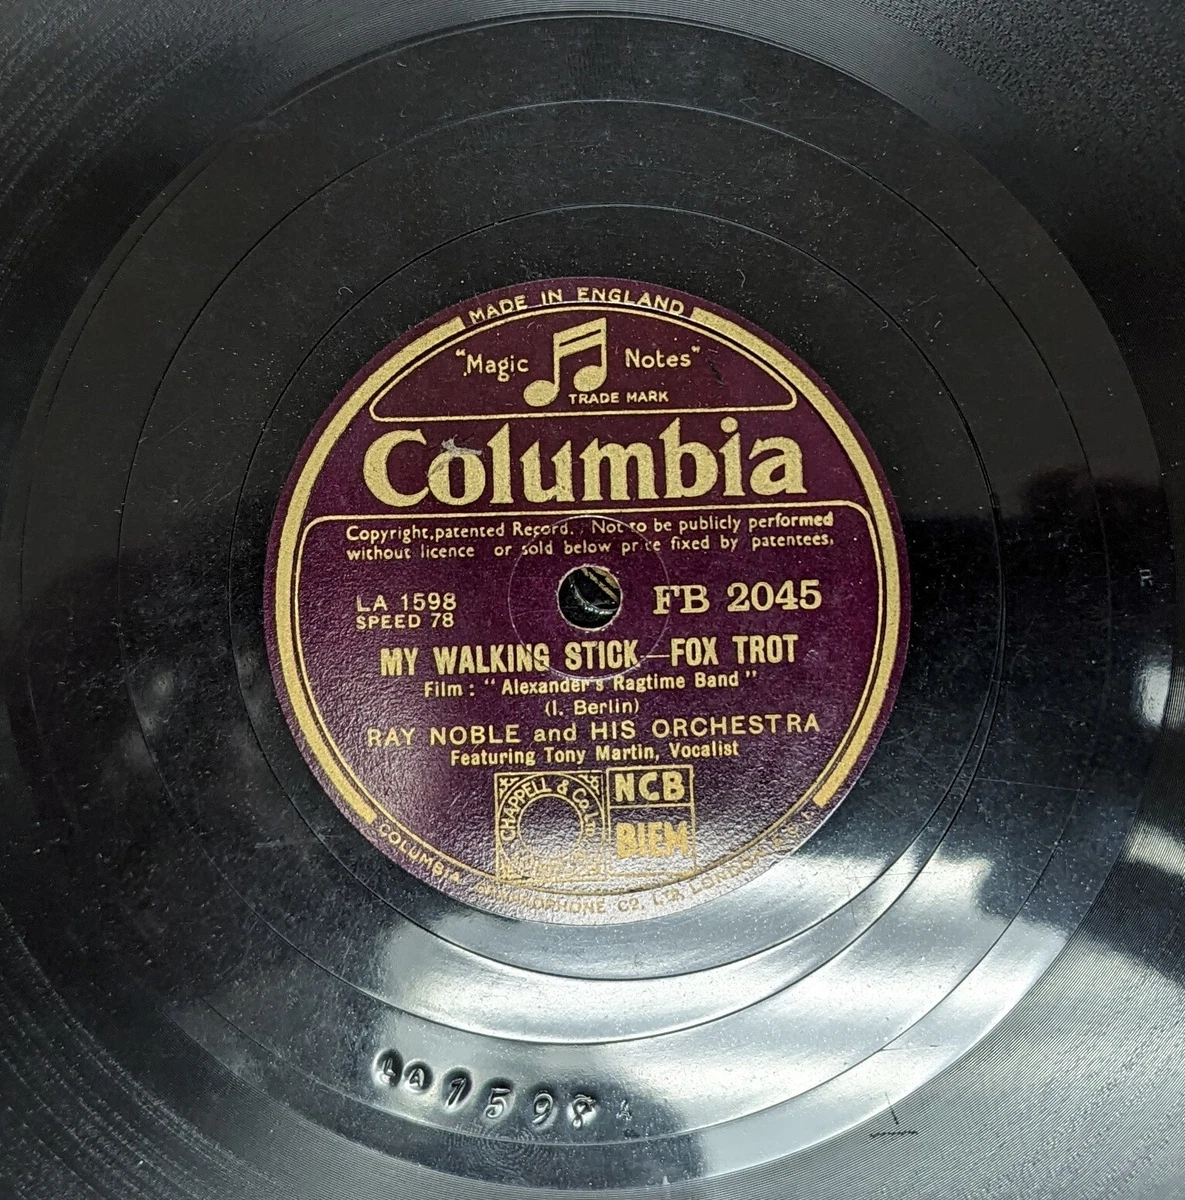 MADE IN ENGLAND
"Magic Notes"
TRADE MARK
Columbia
Copyright, patented Record. Not to be publicly performed
without licence or sold below price fixed by patentees.
LA 1598 FB 2045
SPEED 78
MY WALKING STICK—FOX TROT
Film: "Alexander's Ragtime Band"
(I. Berlin)
RAY NOBLE and HIS ORCHESTRA
Featuring Tony Martin, Vocalist
CHAPPELL & Co. Ltd
NCB
BIEM
COLUMBIA GRAPHOPHONE Co. Ltd. LONDON
LA 1598
R